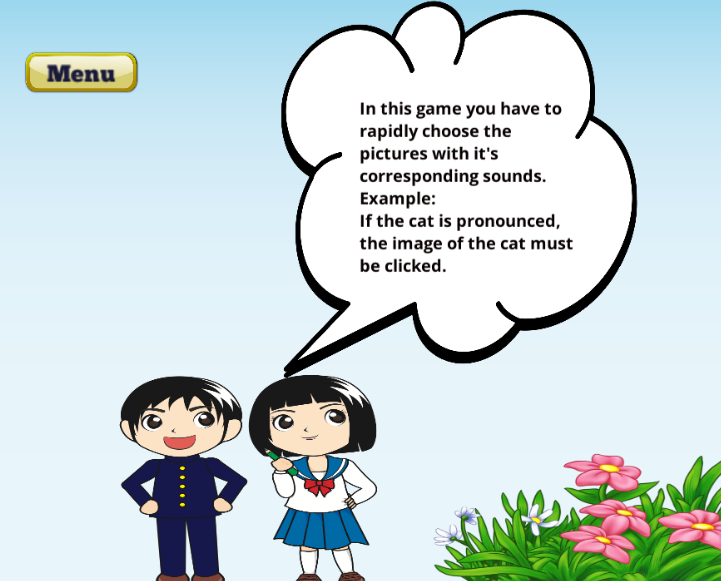 Menu
In this game you have to
rapidly choose the
pictures with it's
corresponding sounds.
Example:
If the cat is pronounced,
the image of the cat must
be clicked.